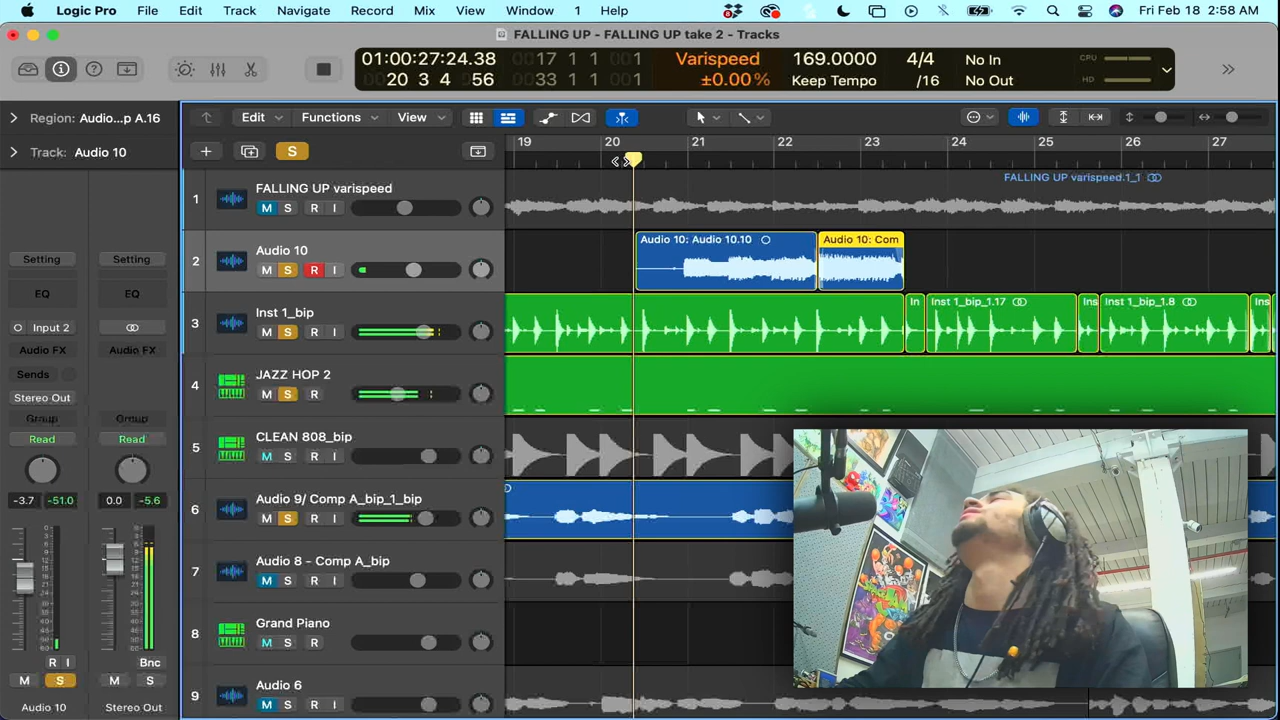 Logic Pro File Edit Track Navigate Record Mix View Window 1 Help Fri Feb 18 2:58 AM
FALLING UP - FALLING UP take 2 - Tracks
01:00:27:24.38 0017 1 1 001 Varispeed 169.0000 4/4 No In CPU
20 3 4 56 0033 1 1 001 ±0.00% Keep Tempo /16 No Out HD
Region: Audio...p A.16 Edit Functions View
Track: Audio 10 S 19 20 21 22 23 24 25 26 27
1 FALLING UP varispeed FALLING UP varispeed.1_1
M S R I
2 Audio 10 Audio 10: Audio 10.10 Audio 10: Com
M S R I
3 Inst 1_bip In Inst 1_bip_1.17 Ins Inst 1_bip_1.8 Ins
M S R I
4 JAZZ HOP 2
M S R
5 CLEAN 808_bip
M S R I
6 Audio 9/ Comp A_bip_1_bip
M S R I
7 Audio 8 - Comp A_bip
M S R I
8 Grand Piano
M S R
9 Audio 6
M S R I
Setting Setting
EQ EQ
Input 2
Audio FX Audio FX
Sends
Stereo Out
Group Group
Read Read
-3.7 -51.0 0.0 -5.6
R I Bnc
M S M S
Audio 10 Stereo Out